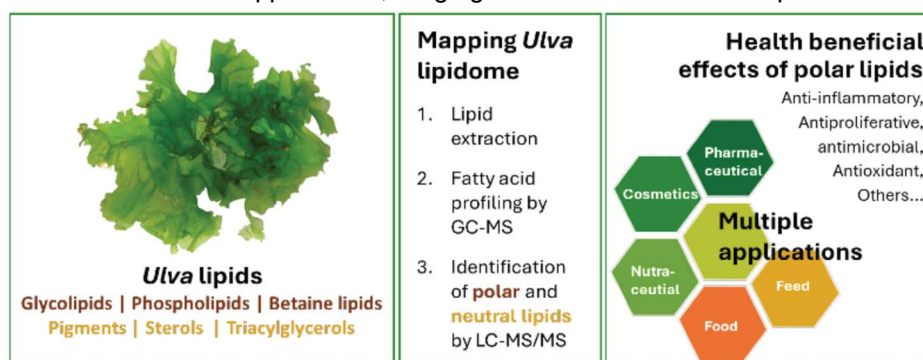 Ulva lipids
Glycolipids | Phospholipids | Betaine lipids
Pigments | Sterols | Triacylglycerols
Mapping Ulva
lipidome
1. Lipid
extraction
2. Fatty acid
profiling by
GC-MS
3. Identification
of polar and
neutral lipids
by LC-MS/MS
Health beneficial
effects of polar lipids
Anti-inflammatory,
Antiproliferative,
antimicrobial,
Antioxidant,
Others...
Pharma-
ceutical
Cosmetics
Multiple
applications
Nutra-
ceutial
Feed
Food